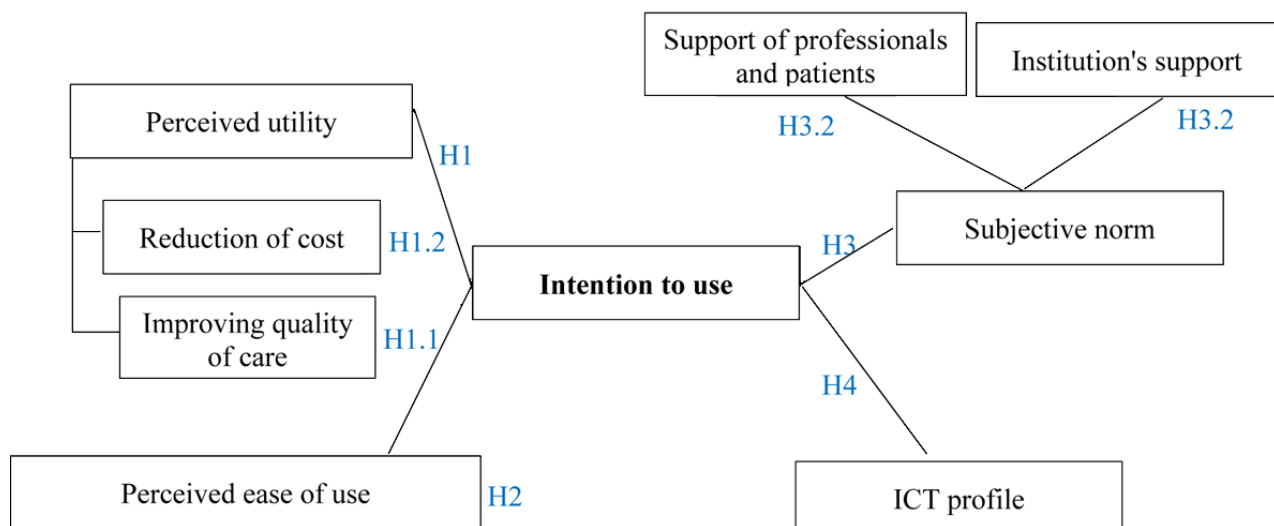 Support of professionals
and patients
Institution's support
Perceived utility
H3.2
H3.2
H1
Reduction of cost
H1.2
H3
Subjective norm
Intention to use
Improving quality
of care
H1.1
H4
Perceived ease of use
H2
ICT profile